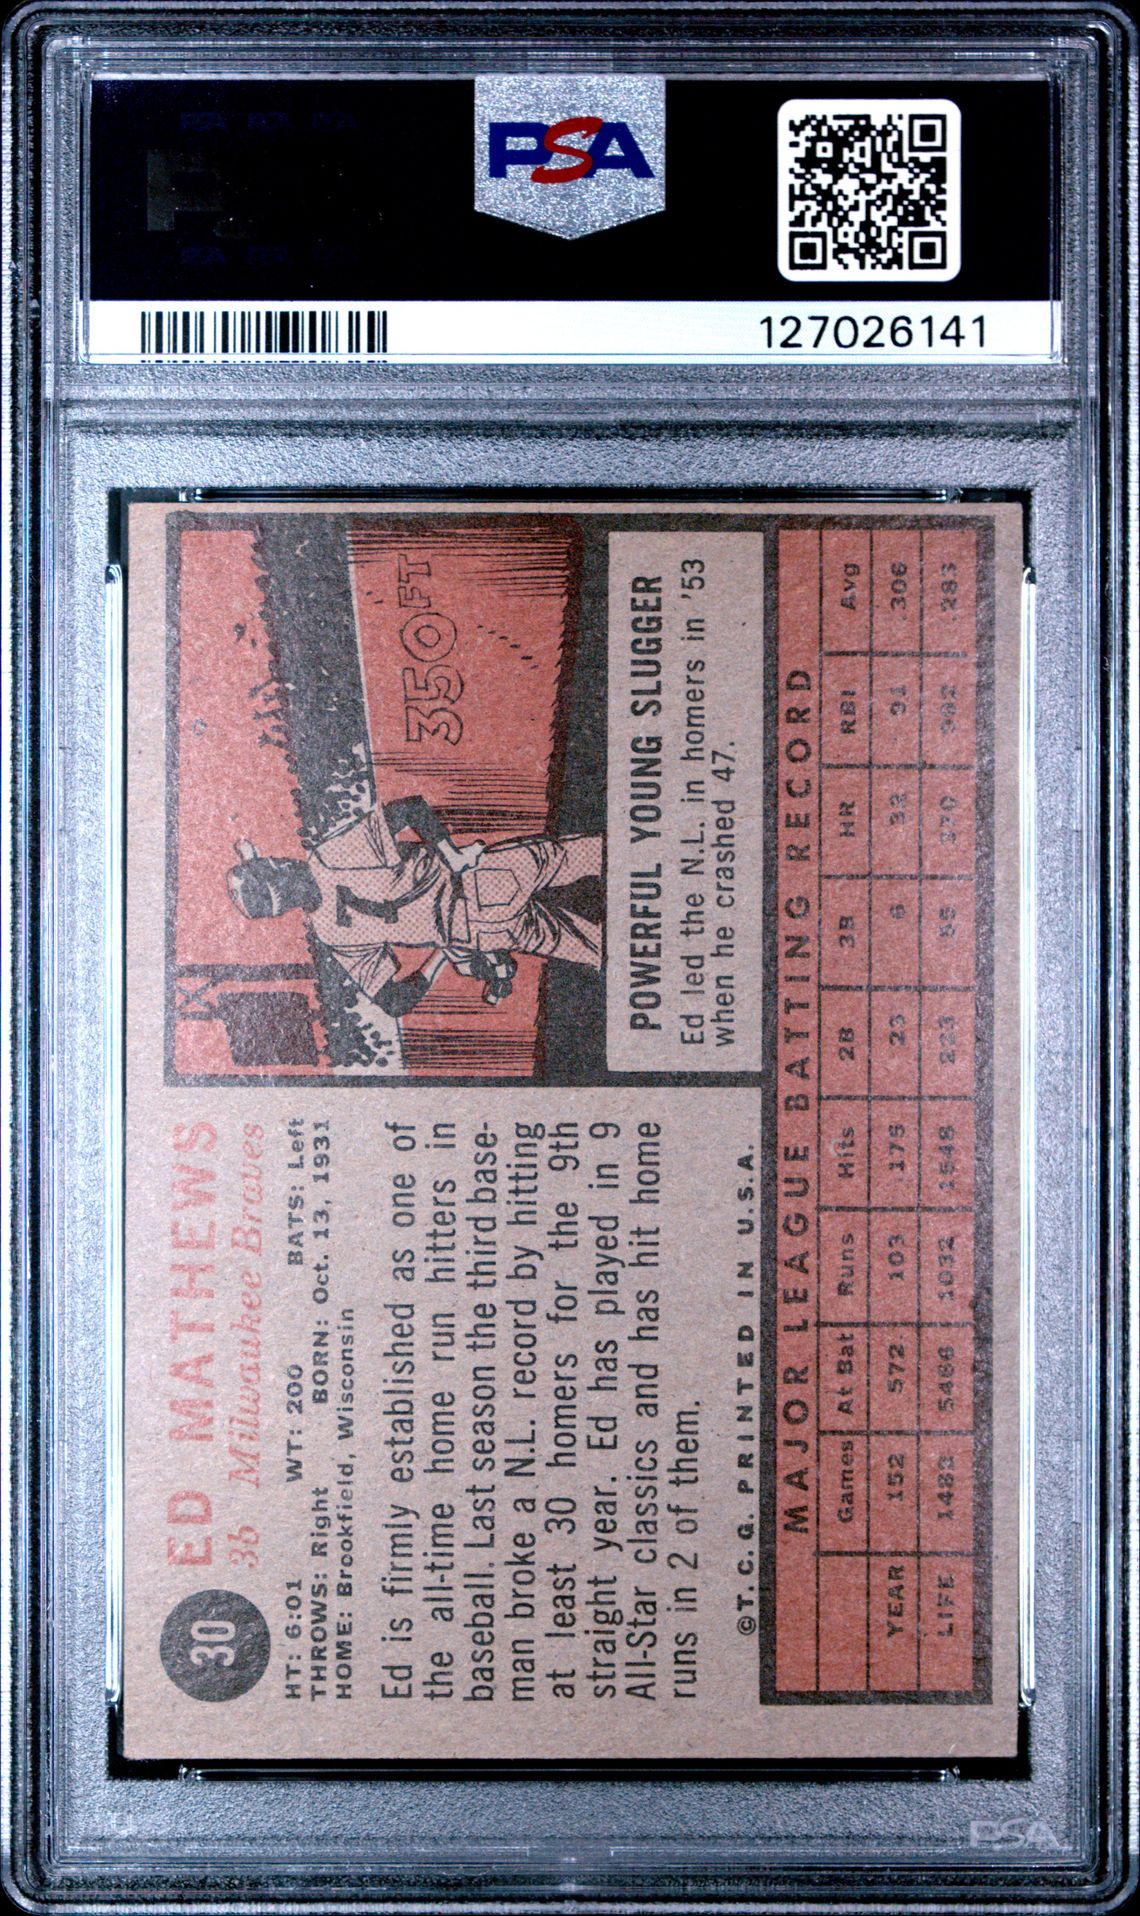 PSA
127026141
30
ED MATHEWS
3b Milwaukee Braves
HT: 6:01 WT: 200 BATS: Left
THROWS: Right BORN: Oct. 13, 1931
HOME: Brookfield, Wisconsin
Ed is firmly established as one of
the all-time home run hitters in
baseball. Last season the third base-
man broke a N.L. record by hitting
at least 30 homers for the 9th
straight year. Ed has played in 9
All-Star classics and has hit home
runs in 2 of them.
©T.C.G. PRINTED IN U.S.A.
350FT
7
POWERFUL YOUNG SLUGGER
Ed led the N.L. in homers in '53
when he crashed 47.
MAJOR LEAGUE BATTING RECORD
Games At Bat Runs Hits 2B 3B HR RBI Avg
YEAR 152 572 103 175 23 6 32 91 .306
LIFE 1483 5466 1032 1548 223 55 370 .283
PSA